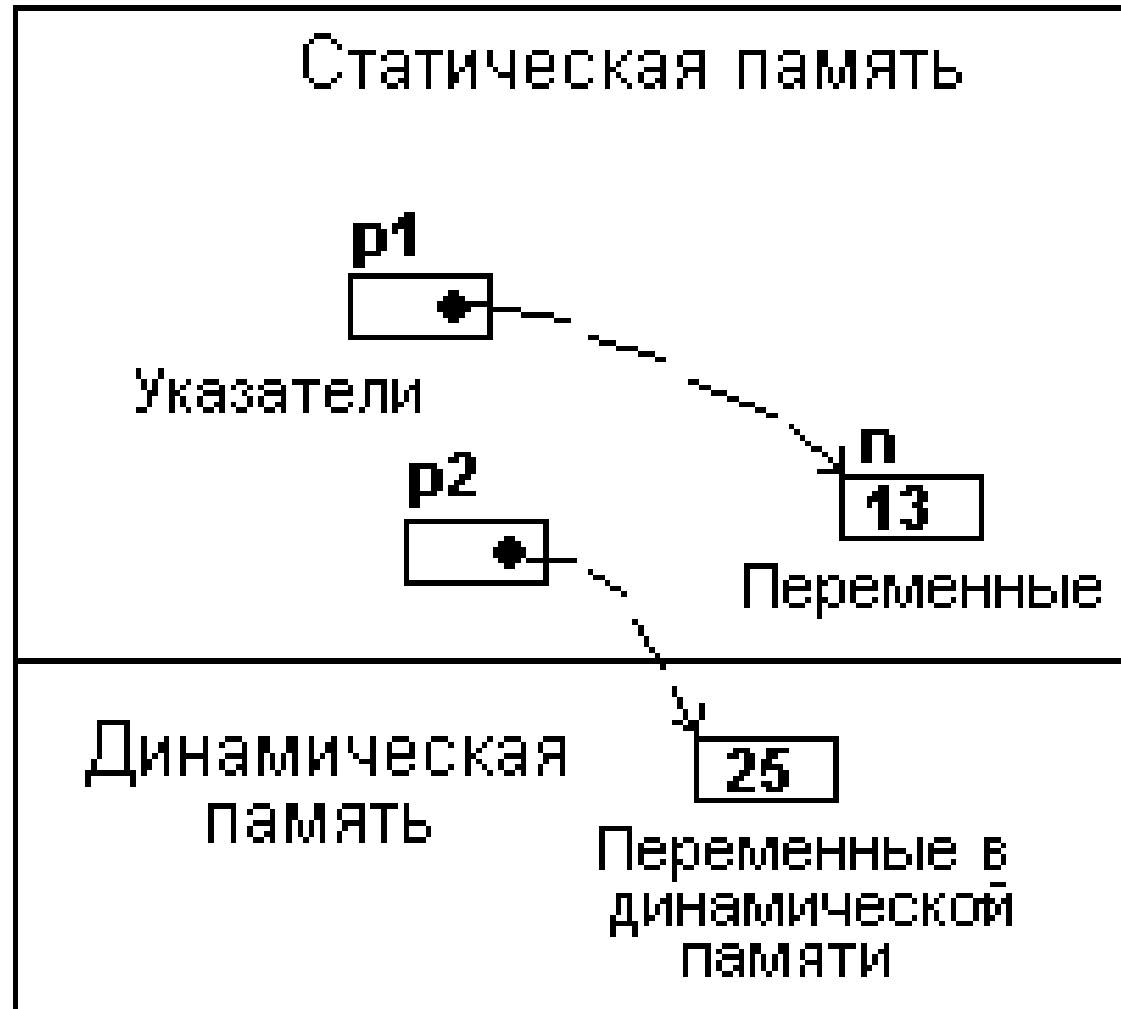 Статическая память
p1
Указатели
n
p2
13
Переменные
Динамическая
память
25
Переменные в
динамической
памяти